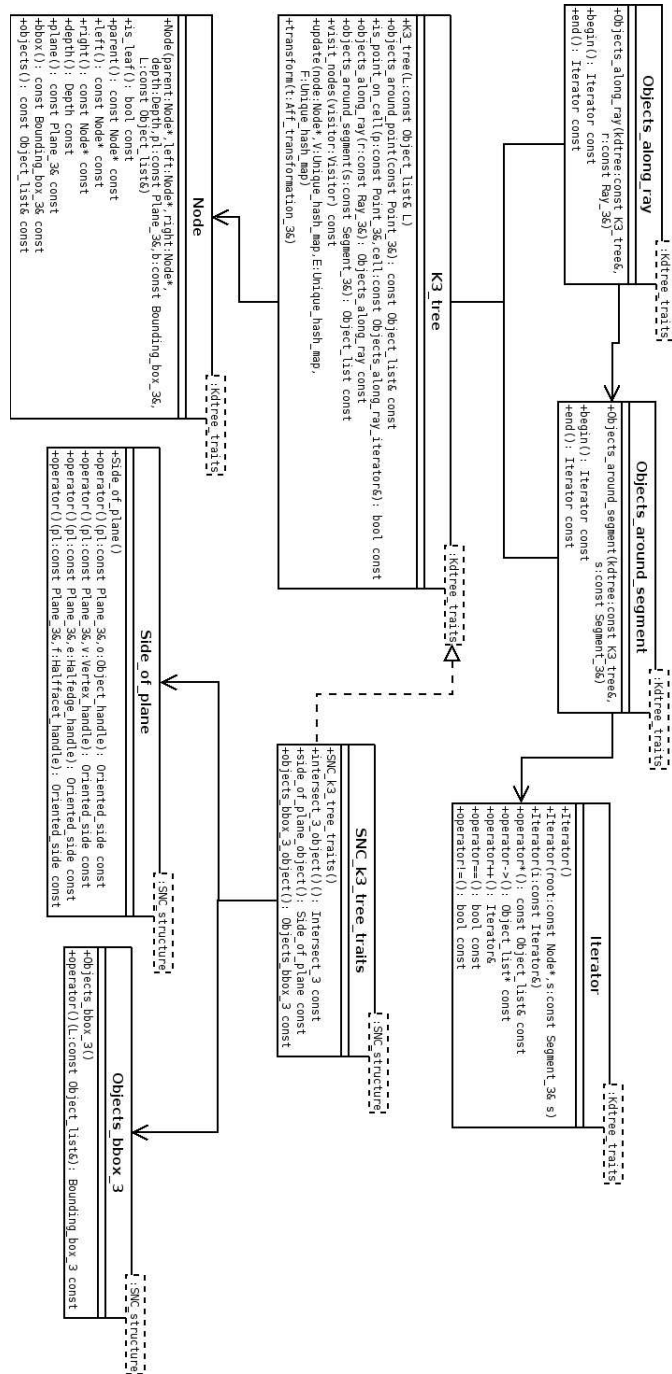 Objects_along_ray
:Kdtree_traits
+Objects_along_ray(kdtree:const K3_tree&,
r:const Ray_3&)
+begin(): Iterator const
+end(): Iterator const
Objects_around_segment
:Kdtree_traits
+Objects_around_segment(kdtree:const K3_tree&,
s:const Segment_3&)
+begin(): Iterator const
+end(): Iterator const
Iterator
:Kdtree_traits
+Iterator()
+Iterator(root:const Node*,s:const Segment_3& s)
+Iterator(i:const Iterator&)
+operator*(): const Object_list& const
+operator->(): Object_list* const
+operator++(): Iterator&
+operator==(): bool const
+operator!=(): bool const
K3_tree
:Kdtree_traits
+K3_tree(L:const Object_list& L)
+objects_around_point(const Point_3&): const Object_list& const
+is_point_on_cell(p:const Point_3&,cell:const Objects_along_ray_iterator&): bool const
+objects_along_ray(r:const Ray_3&): Objects_along_ray const
+objects_around_segment(s:const Segment_3&): Object_list const
+visit_nodes(visitor:Visitor) const
+update(node:Node*,V:Unique_hash_map,E:Unique_hash_map,
F:Unique_hash_map)
+transform(t:Aff_transformation_3&)
SNC_k3_tree_traits
:SNC_structure
+SNC_k3_tree_traits()
+intersect_3_object()(): Intersect_3 const
+side_of_plane_object(): Side_of_plane const
+objects_bbox_3_object(): Objects_bbox_3 const
Node
:Kdtree_traits
+Node(parent:Node*,left:Node*,right:Node*,
depth:Depth,pl:const Plane_3&,b:const Bounding_box_3&,
L:const Object_list&)
+is_leaf(): bool const
+parent(): const Node* const
+left(): const Node* const
+right(): const Node* const
+depth(): Depth const
+plane(): const Plane_3& const
+bbox(): const Bounding_box_3& const
+objects(): const Object_list& const
Side_of_plane
:SNC_structure
+Side_of_plane()
+operator()(pl:const Plane_3&,o:Object_handle): Oriented_side const
+operator()(pl:const Plane_3&,v:Vertex_handle): Oriented_side const
+operator()(pl:const Plane_3&,e:Halfedge_handle): Oriented_side const
+operator()(pl:const Plane_3&,f:Halffacet_handle): Oriented_side const
Objects_bbox_3
:SNC_structure
+Objects_bbox_3()
+operator()(L:const Object_list&): Bounding_box_3 const